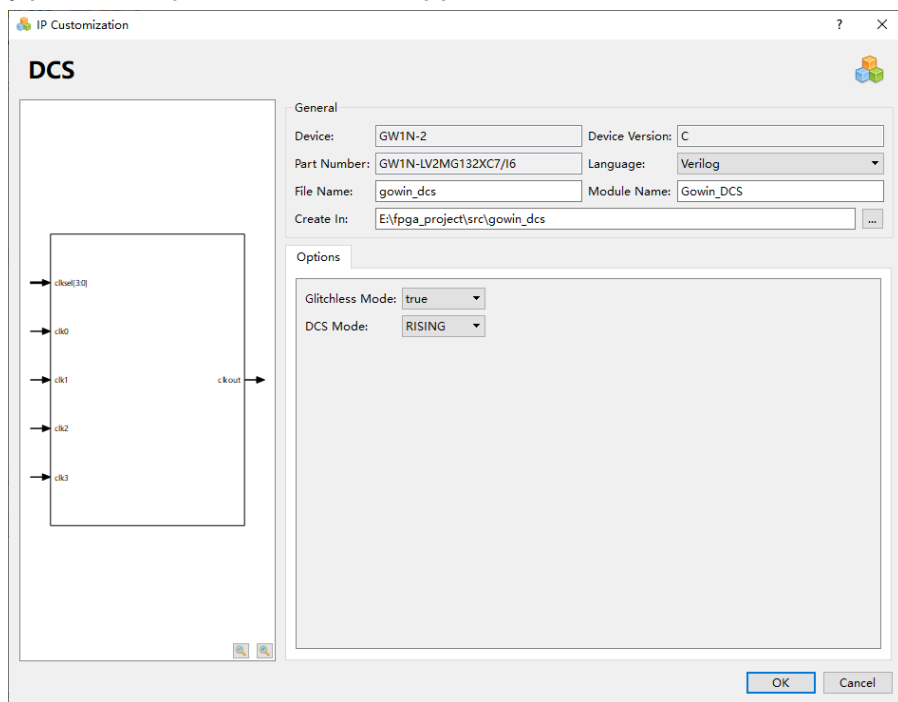 IP Customization
? ×
DCS
General
Device: GW1N-2 Device Version: C
Part Number: GW1N-LV2MG132XC7/I6 Language: Verilog
File Name: gowin_dcs Module Name: Gowin_DCS
Create In: E:\fpga_project\src\gowin_dcs ...
Options
Glitchless Mode: true
DCS Mode: RISING
clksel[3:0]
clk0
clk1 clkout
clk2
clk3
OK Cancel